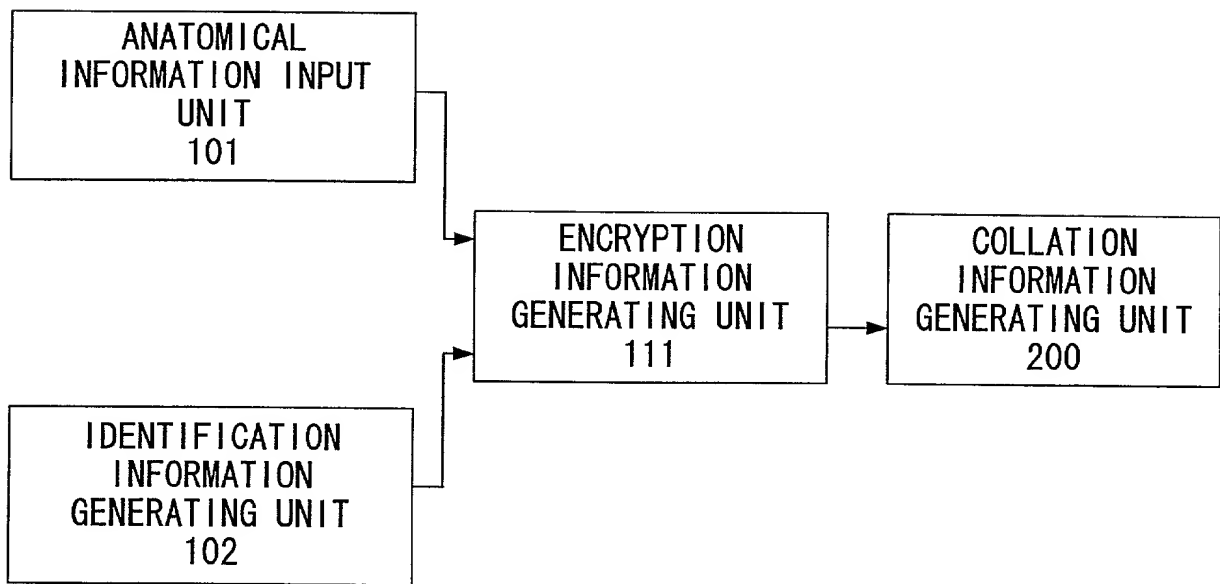 ANATOMICAL
INFORMATION INPUT
UNIT
101
ENCRYPTION
INFORMATION
GENERATING UNIT
111
COLLATION
INFORMATION
GENERATING UNIT
200
IDENTIFICATION
INFORMATION
GENERATING UNIT
102